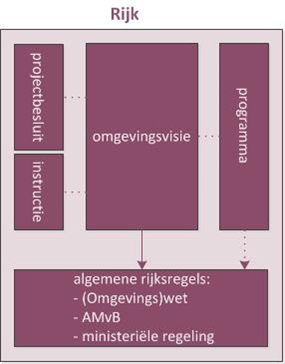 Rijk
projectbesluit
instructie
omgevingsvisie
programma
algemene rijksregels:
- (Omgevings)wet
- AMvB
- ministeriële regeling